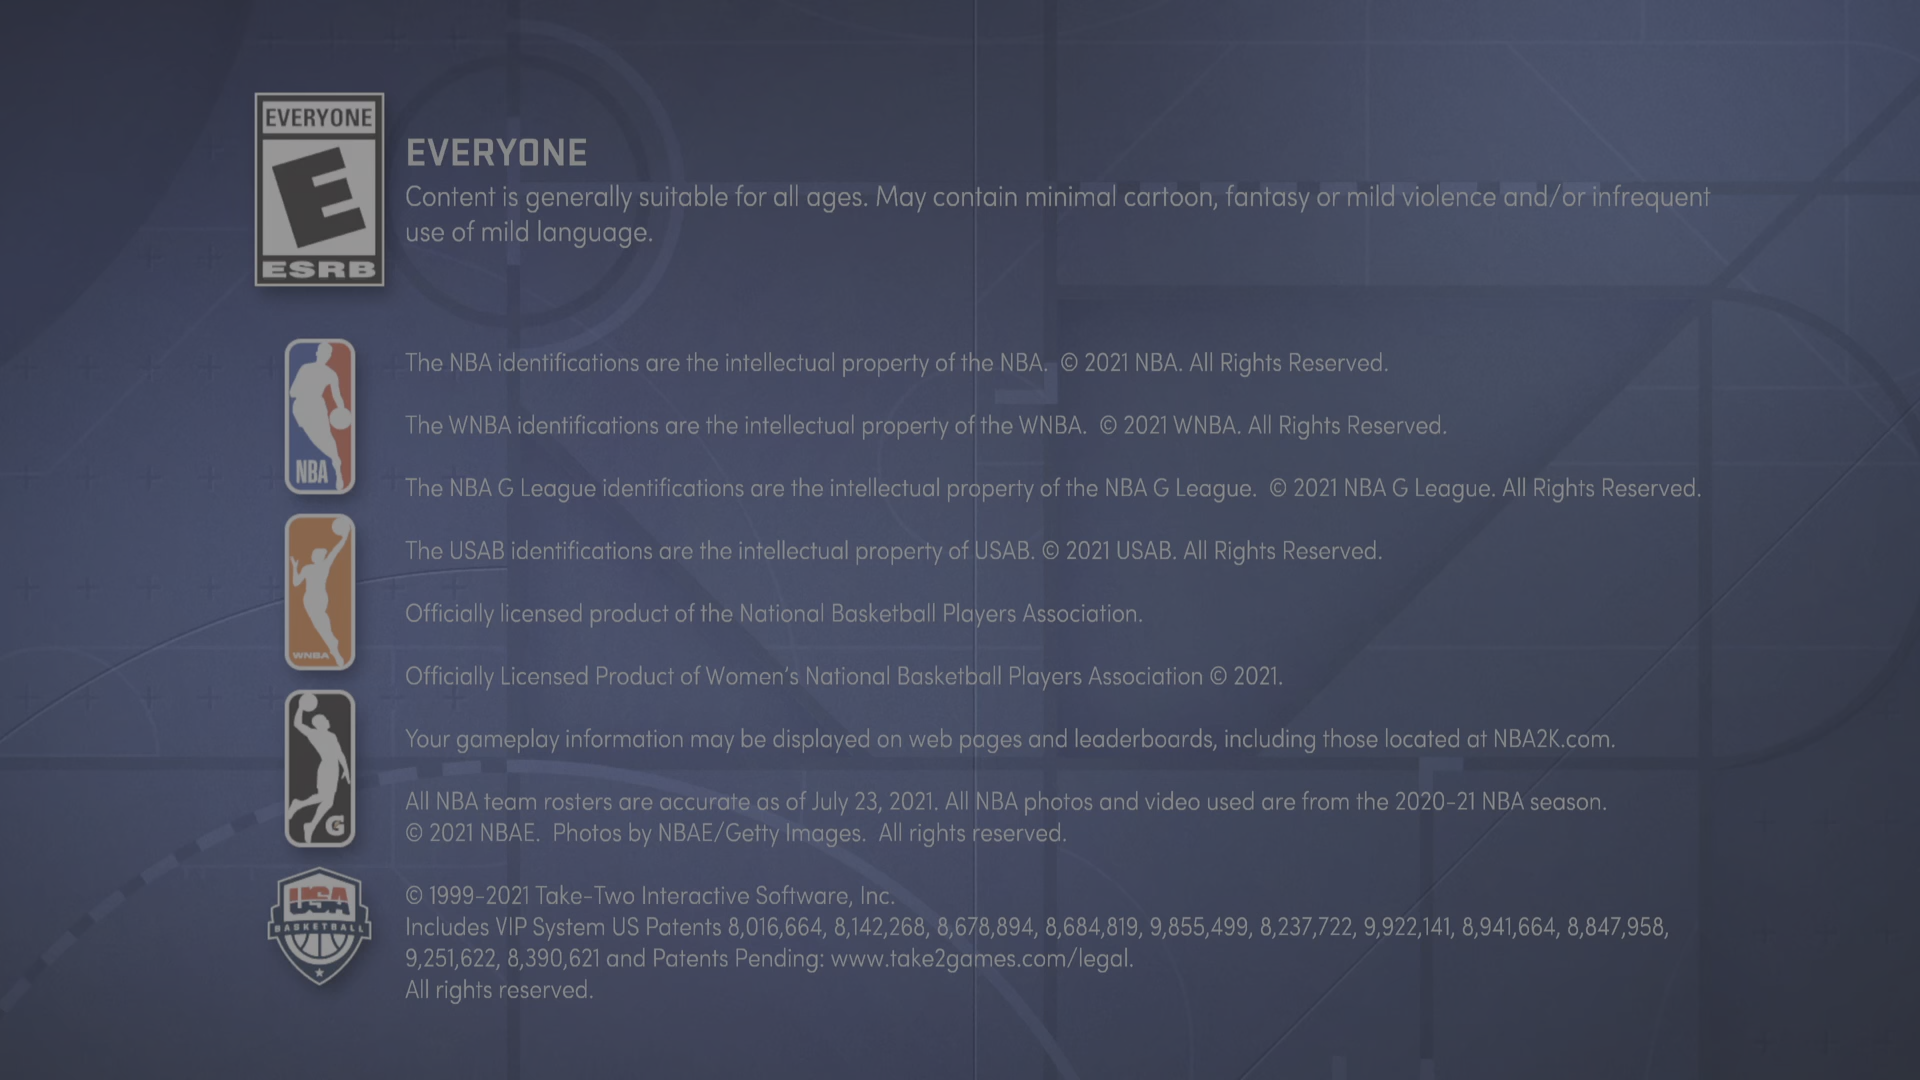 EVERYONE
E
ESRB
EVERYONE
Content is generally suitable for all ages. May contain minimal cartoon, fantasy or mild violence and/or infrequent
use of mild language.
NBA
The NBA identifications are the intellectual property of the NBA.  © 2021 NBA. All Rights Reserved.
The WNBA identifications are the intellectual property of the WNBA.  © 2021 WNBA. All Rights Reserved.
The NBA G League identifications are the intellectual property of the NBA G League.  © 2021 NBA G League. All Rights Reserved.
WNBA
The USAB identifications are the intellectual property of USAB. © 2021 USAB. All Rights Reserved.
Officially licensed product of the National Basketball Players Association.
Officially Licensed Product of Women's National Basketball Players Association © 2021.
G
Your gameplay information may be displayed on web pages and leaderboards, including those located at NBA2K.com.
All NBA team rosters are accurate as of July 23, 2021. All NBA photos and video used are from the 2020-21 NBA season.
© 2021 NBAE.  Photos by NBAE/Getty Images.  All rights reserved.
USA
BASKETBALL
© 1999-2021 Take-Two Interactive Software, Inc.
Includes VIP System US Patents 8,016,664, 8,142,268, 8,678,894, 8,684,819, 9,855,499, 8,237,722, 9,922,141, 8,941,664, 8,847,958,
9,251,622, 8,390,621 and Patents Pending: www.take2games.com/legal.
All rights reserved.